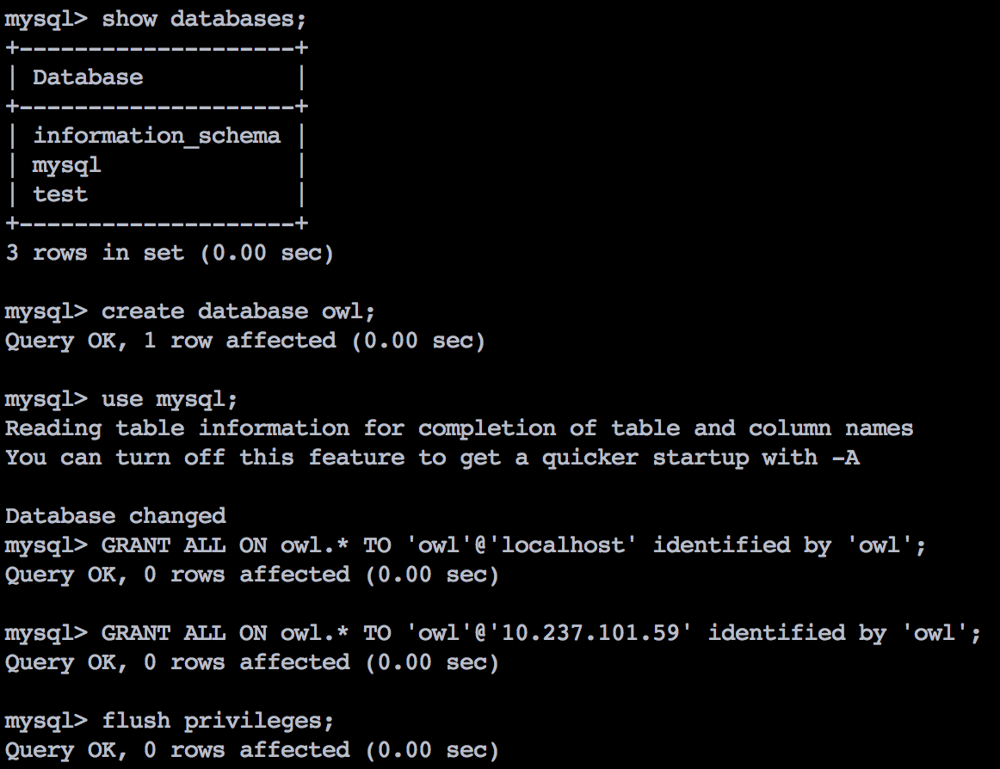 mysql> show databases;
+--------------------+
| Database           |
+--------------------+
| information_schema |
| mysql              |
| test               |
+--------------------+
3 rows in set (0.00 sec)

mysql> create database owl;
Query OK, 1 row affected (0.00 sec)

mysql> use mysql;
Reading table information for completion of table and column names
You can turn off this feature to get a quicker startup with -A

Database changed
mysql> GRANT ALL ON owl.* TO 'owl'@'localhost' identified by 'owl';
Query OK, 0 rows affected (0.00 sec)

mysql> GRANT ALL ON owl.* TO 'owl'@'10.237.101.59' identified by 'owl';
Query OK, 0 rows affected (0.00 sec)

mysql> flush privileges;
Query OK, 0 rows affected (0.00 sec)